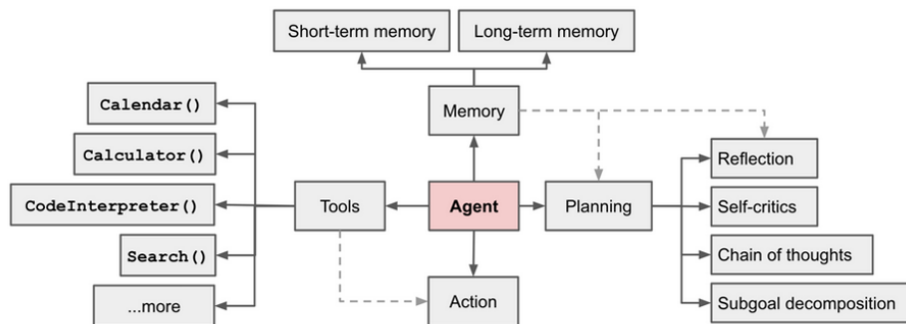 Short-term memory
Long-term memory
Calendar()
Memory
Calculator()
Reflection
CodeInterpreter()
Tools
Agent
Planning
Self-critics
Search()
Chain of thoughts
...more
Action
Subgoal decomposition